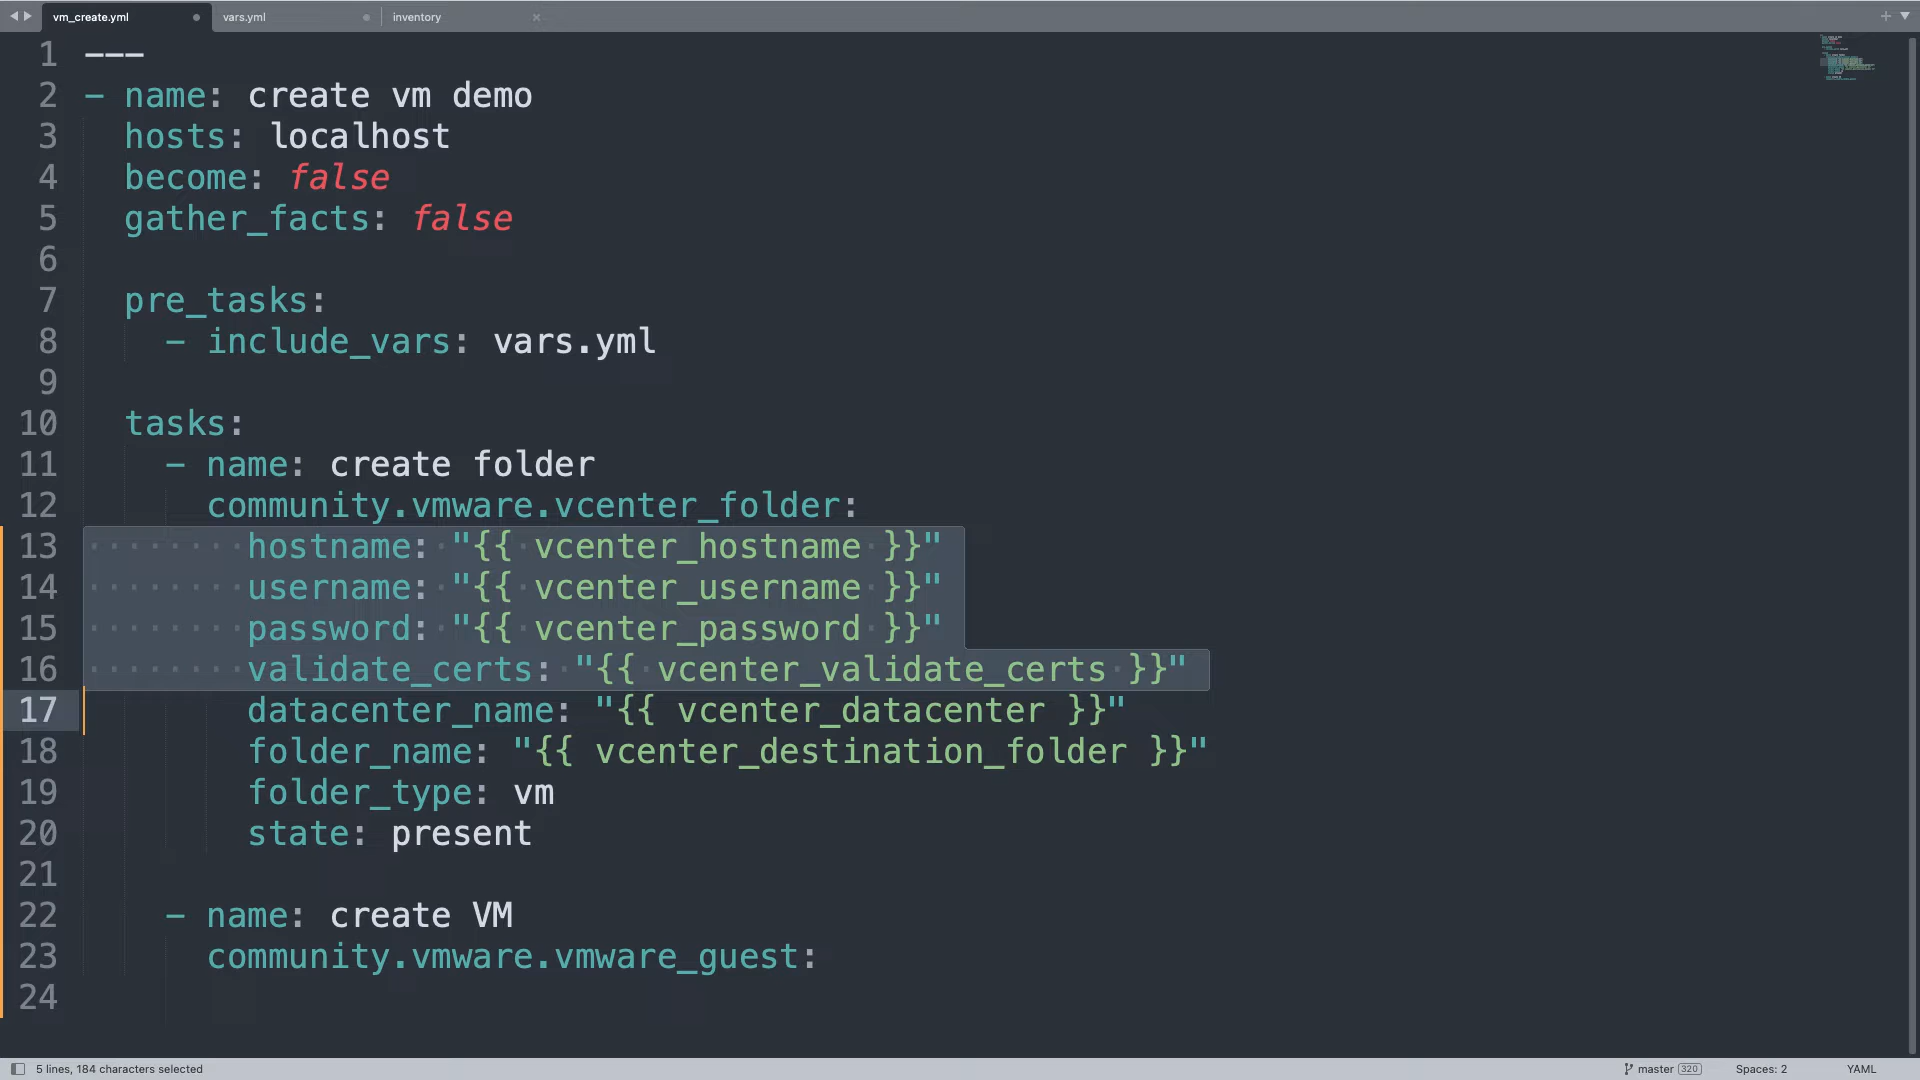 vm_create.yml vars.yml inventory
1 ---
2 - name: create vm demo
3 hosts: localhost
4 become: false
5 gather_facts: false
6
7 pre_tasks:
8 - include_vars: vars.yml
9
10 tasks:
11 - name: create folder
12 community.vmware.vcenter_folder:
13 hostname: "{{ vcenter_hostname }}"
14 username: "{{ vcenter_username }}"
15 password: "{{ vcenter_password }}"
16 validate_certs: "{{ vcenter_validate_certs }}"
17 datacenter_name: "{{ vcenter_datacenter }}"
18 folder_name: "{{ vcenter_destination_folder }}"
19 folder_type: vm
20 state: present
21
22 - name: create VM
23 community.vmware.vmware_guest:
24
5 lines, 184 characters selected master 320 Spaces: 2 YAML